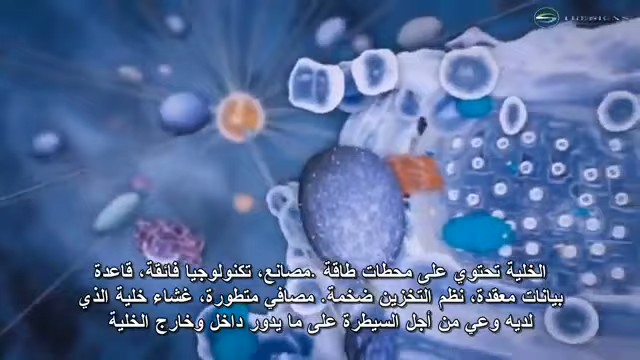 الخلية تحتوي على محطات طاقة .مصانع، تكنولوجيا فائقة، قاعدة
بيانات معقدة، نظم التخزين ضخمة. مصافي متطورة، غشاء خلية الذي
لديه وعي من أجل السيطرة على ما يدور داخل وخارج الخلية